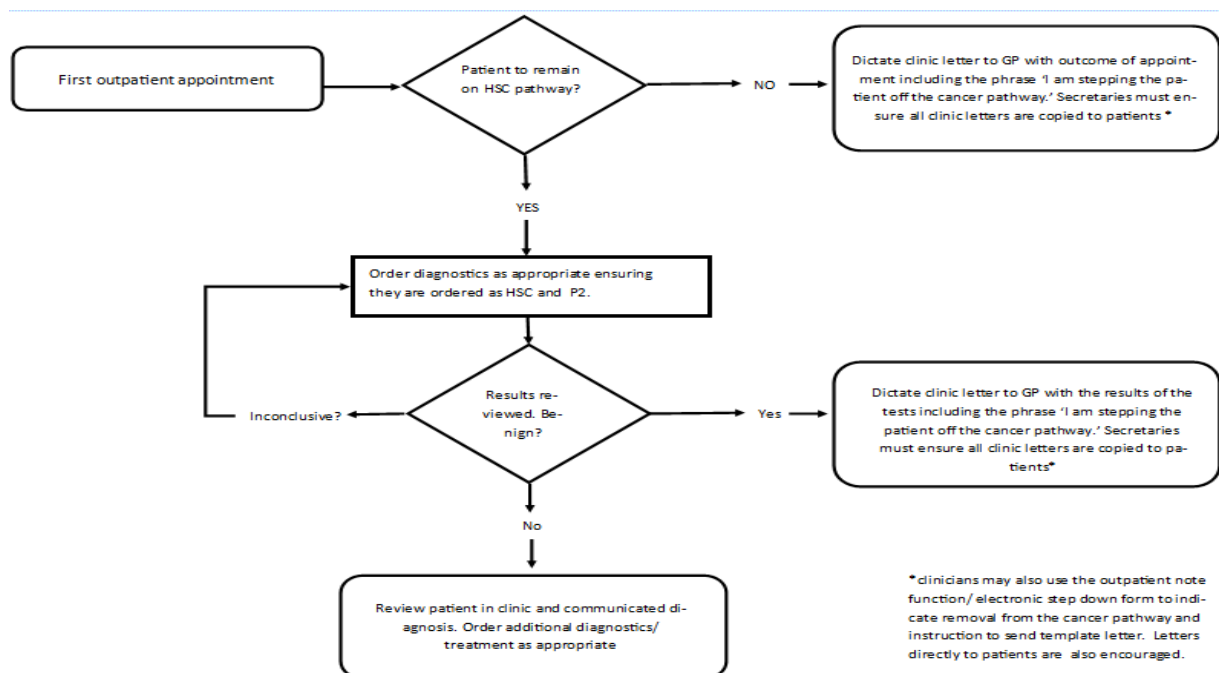 First outpatient appointment
Patient to remain
on HSC pathway?
NO
Dictate clinic letter to GP with outcome of appoint-
ment including the phrase ‘I am stepping the pa-
tient off the cancer pathway.’ Secretaries must en-
sure all clinic letters are copied to patients *
YES
Order diagnostics as appropriate ensuring
they are ordered as HSC and P2.
Inconclusive?
Results re-
viewed. Be-
nign?
Yes
Dictate clinic letter to GP with the results of the
tests including the phrase ‘I am stepping the
patient off the cancer pathway.’ Secretaries
must ensure all clinic letters are copied to pa-
tients*
No
Review patient in clinic and communicated di-
agnosis. Order additional diagnostics/
treatment as appropriate
*clinicians may also use the outpatient note
function/ electronic step down form to indi-
cate removal from the cancer pathway and
instruction to send template letter. Letters
directly to patients are also encouraged.